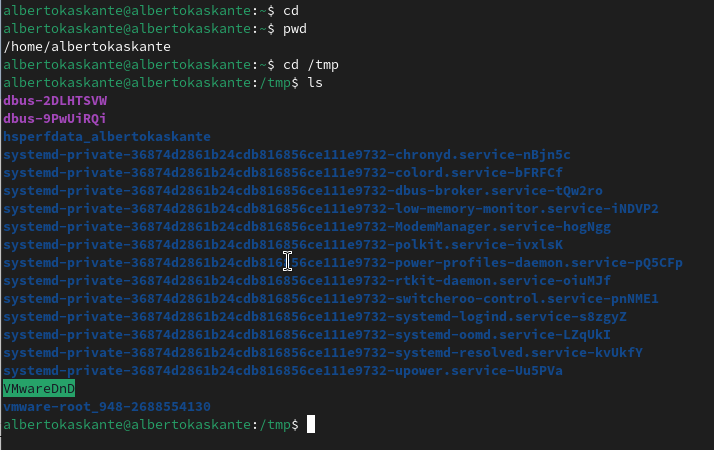 albertokaskante@albertokaskante:~$ cd
albertokaskante@albertokaskante:~$ pwd
/home/albertokaskante
albertokaskante@albertokaskante:~$ cd /tmp
albertokaskante@albertokaskante:/tmp$ ls
dbus-2DLHTSVW
dbus-9PwUiRQi
hsperfdata_albertokaskante
systemd-private-36874d2861b24cdb816856ce111e9732-chronyd.service-nBjn5c
systemd-private-36874d2861b24cdb816856ce111e9732-colord.service-bFRFCf
systemd-private-36874d2861b24cdb816856ce111e9732-dbus-broker.service-tQw2ro
systemd-private-36874d2861b24cdb816856ce111e9732-low-memory-monitor.service-iNDVP2
systemd-private-36874d2861b24cdb816856ce111e9732-ModemManager.service-hogNgg
systemd-private-36874d2861b24cdb816856ce111e9732-polkit.service-ivxlsK
systemd-private-36874d2861b24cdb816856ce111e9732-power-profiles-daemon.service-pQ5CFp
systemd-private-36874d2861b24cdb816856ce111e9732-rtkit-daemon.service-oiuMJf
systemd-private-36874d2861b24cdb816856ce111e9732-switcheroo-control.service-pnNME1
systemd-private-36874d2861b24cdb816856ce111e9732-systemd-logind.service-s8zgyZ
systemd-private-36874d2861b24cdb816856ce111e9732-systemd-oomd.service-LZqUkI
systemd-private-36874d2861b24cdb816856ce111e9732-systemd-resolved.service-kvUkfY
systemd-private-36874d2861b24cdb816856ce111e9732-upower.service-Uu5PVa
VMwareDnD
vmware-root_948-2688554130
albertokaskante@albertokaskante:/tmp$